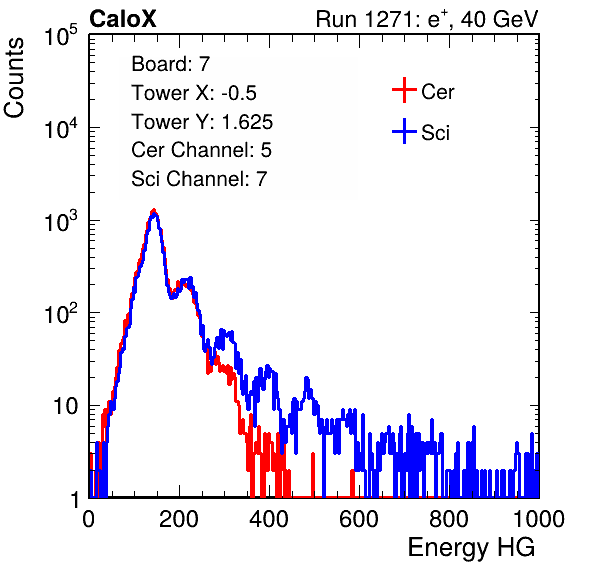 CaloX Run 1271: e⁺, 40 GeV
Counts
10⁵
10⁴
10³
10²
10
1
Board: 7
Tower X: -0.5
Tower Y: 1.625
Cer Channel: 5
Sci Channel: 7
Cer
Sci
0 200 400 600 800 1000
Energy HG